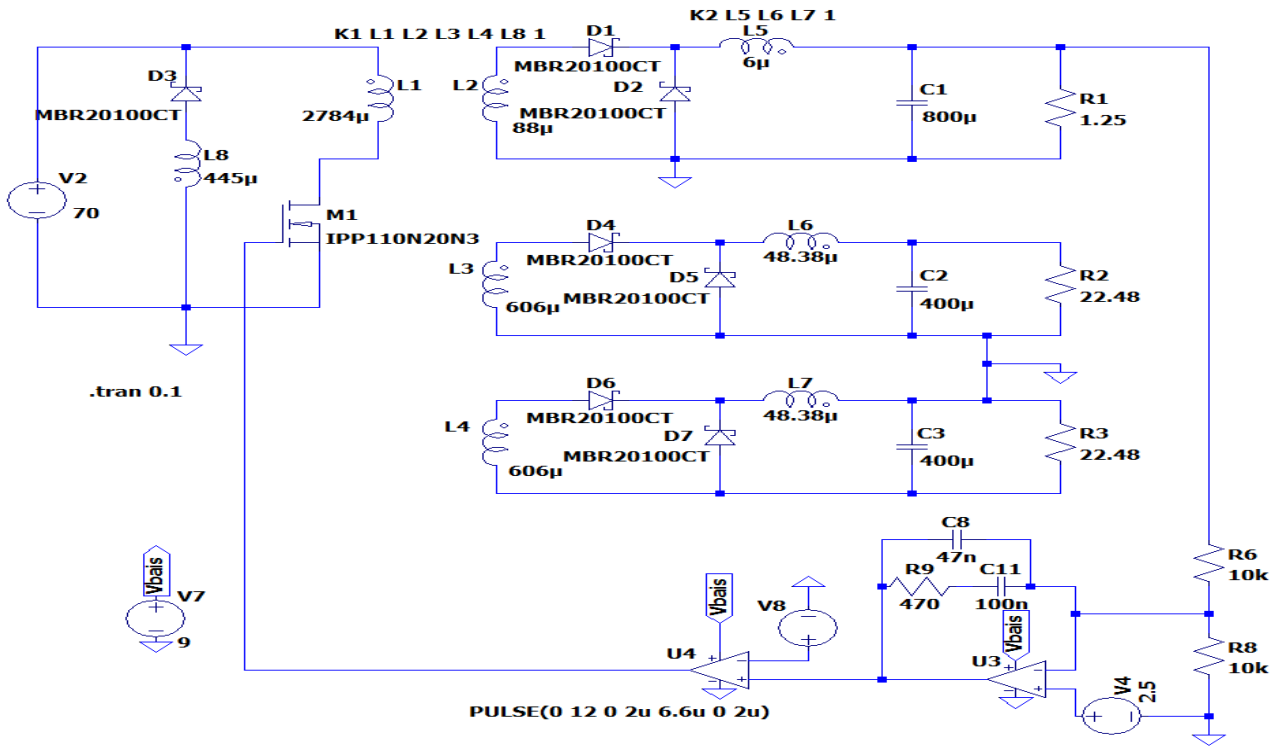 K1 L1 L2 L3 L4 L8 1
K2 L5 L6 L7 1
D1
L5
6µ
MBR20100CT
D3
MBR20100CT
L1
2784µ
L2
88µ
D2
MBR20100CT
C1
800µ
R1
1.25
L8
445µ
V2
70
M1
IPP110N20N3
D4
MBR20100CT
L6
48.38µ
L3
606µ
D5
MBR20100CT
C2
400µ
R2
22.48
.tran 0.1
D6
MBR20100CT
L7
48.38µ
L4
606µ
D7
MBR20100CT
C3
400µ
R3
22.48
C8
47n
R9
470
C11
100n
R6
10k
Vbais
V7
9
Vbais
V8
U4
Vbais
U3
V4
2.5
R8
10k
PULSE(0 12 0 2u 6.6u 0 2u)